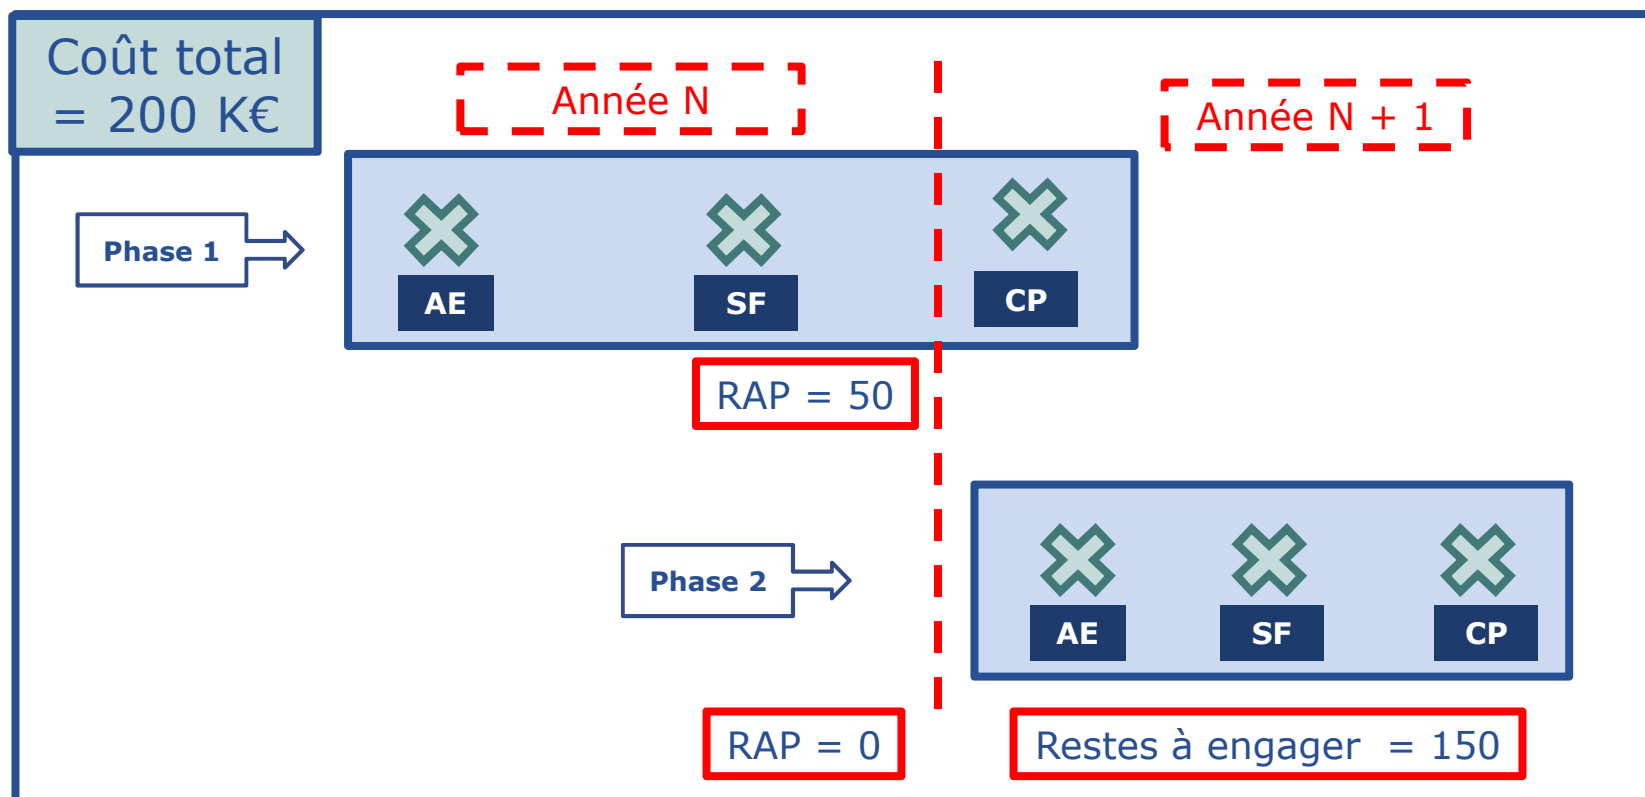 Coût total
= 200 K€
Année N
Année N + 1
Phase 1
AE
SF
CP
RAP = 50
Phase 2
AE
SF
CP
RAP = 0
Restes à engager = 150